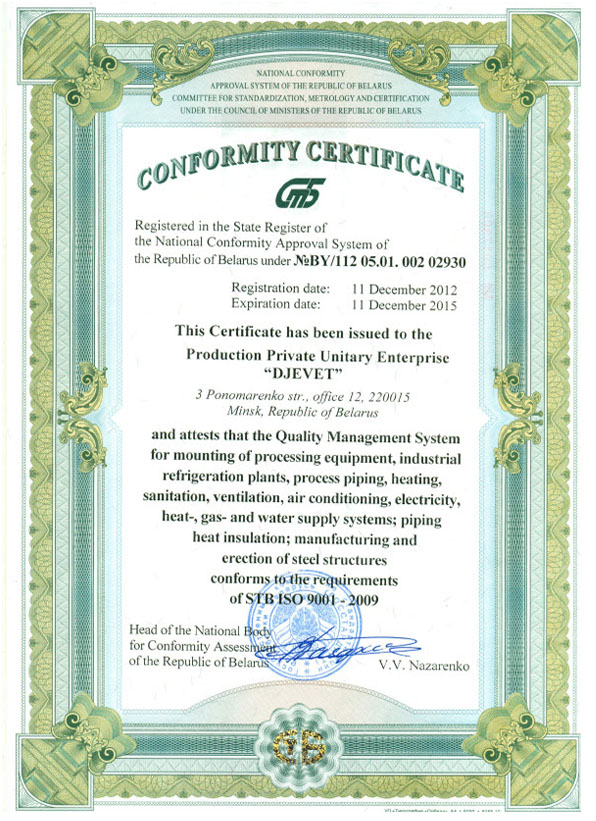 NATIONAL CONFORMITY
APPROVAL SYSTEM OF THE REPUBLIC OF BELARUS
COMMITTEE FOR STANDARDIZATION, METROLOGY AND CERTIFICATION
UNDER THE COUNCIL OF MINISTERS OF THE REPUBLIC OF BELARUS
CONFORMITY CERTIFICATE
Registered in the State Register of
the National Conformity Approval System of
the Republic of Belarus under №BY/112 05.01. 002 02930
Registration date: 11 December 2012
Expiration date: 11 December 2015
This Certificate has been issued to the
Production Private Unitary Enterprise
“DJEVET”
3 Ponomarenko str., office 12, 220015
Minsk, Republic of Belarus
and attests that the Quality Management System
for mounting of processing equipment, industrial
refrigeration plants, process piping, heating,
sanitation, ventilation, air conditioning, electricity,
heat-, gas- and water supply systems; piping
heat insulation; manufacturing and
erection of steel structures
conforms to the requirements
of STB ISO 9001 - 2009
Head of the National Body
for Conformity Assessment
of the Republic of Belarus
V.V. Nazarenko